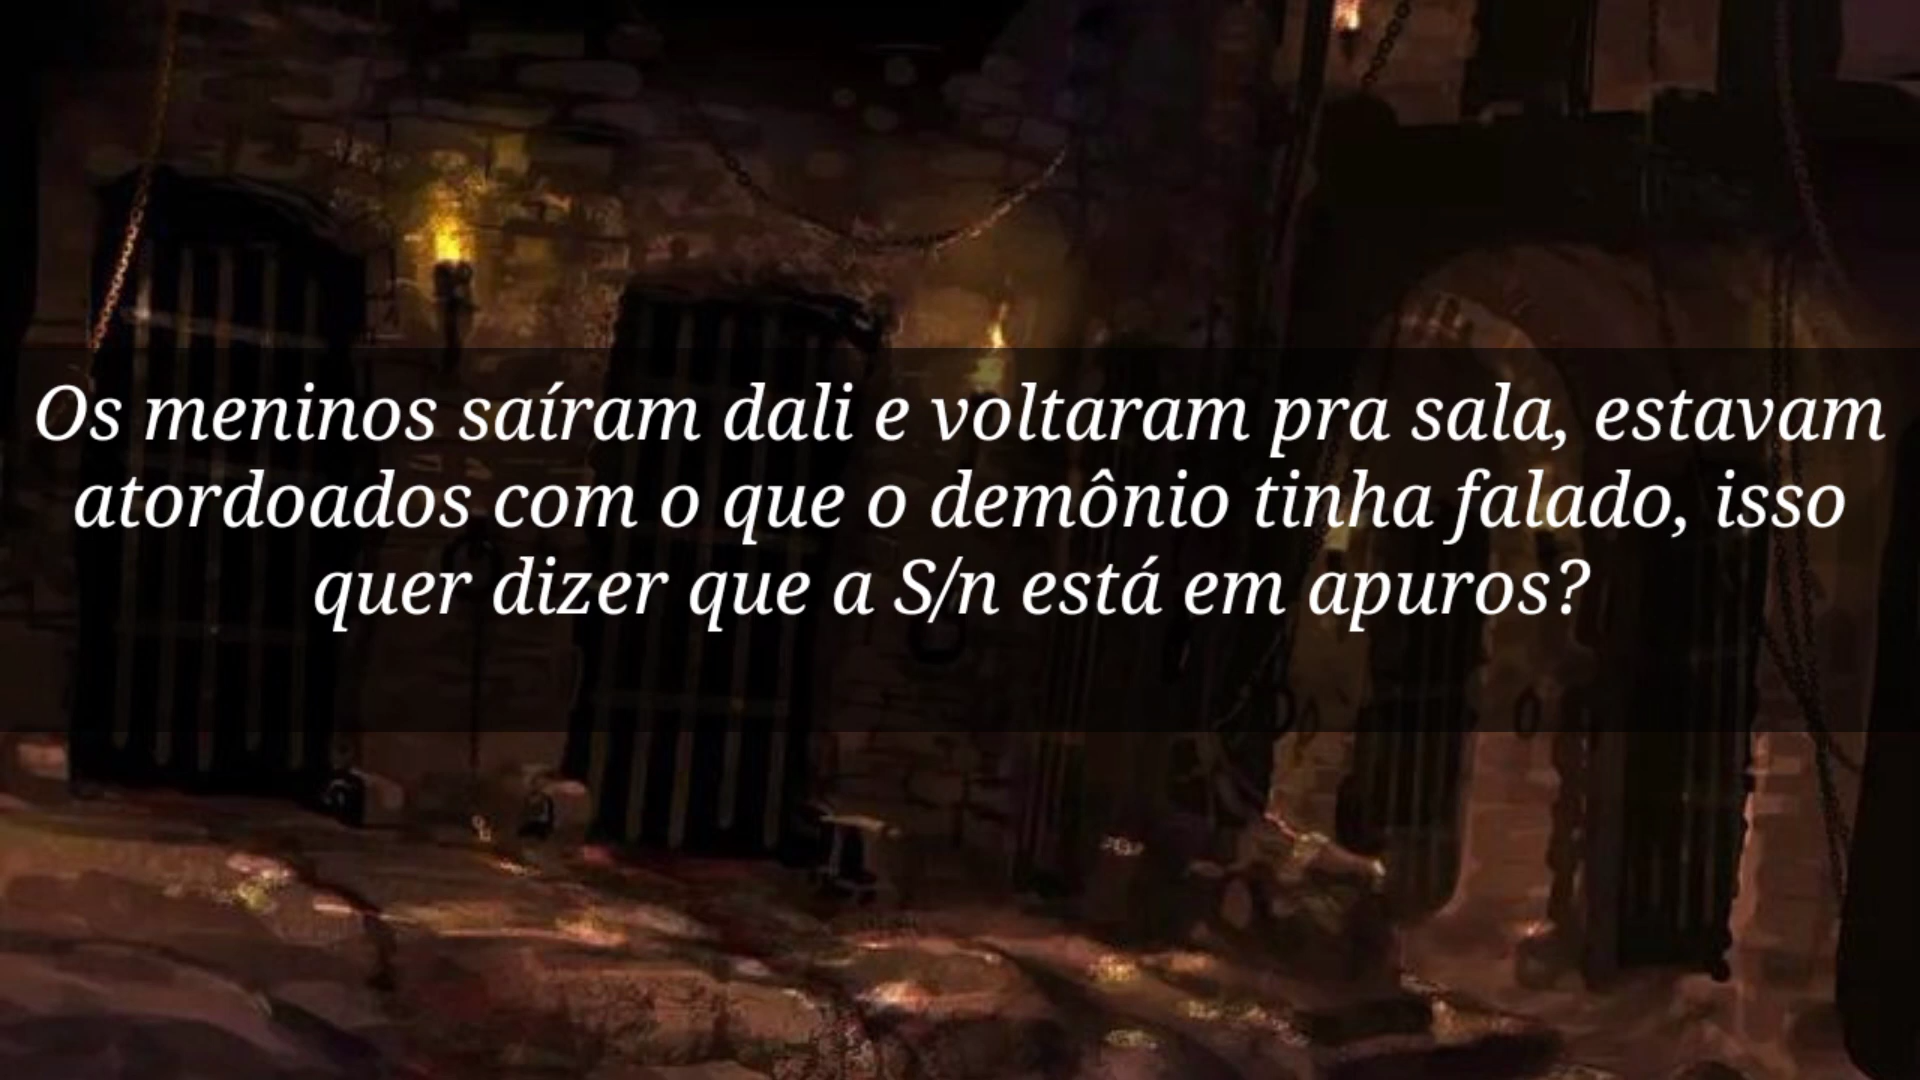 Os meninos saíram dali e voltaram pra sala, estavam
atordoados com o que o demônio tinha falado, isso
quer dizer que a S/n está em apuros?